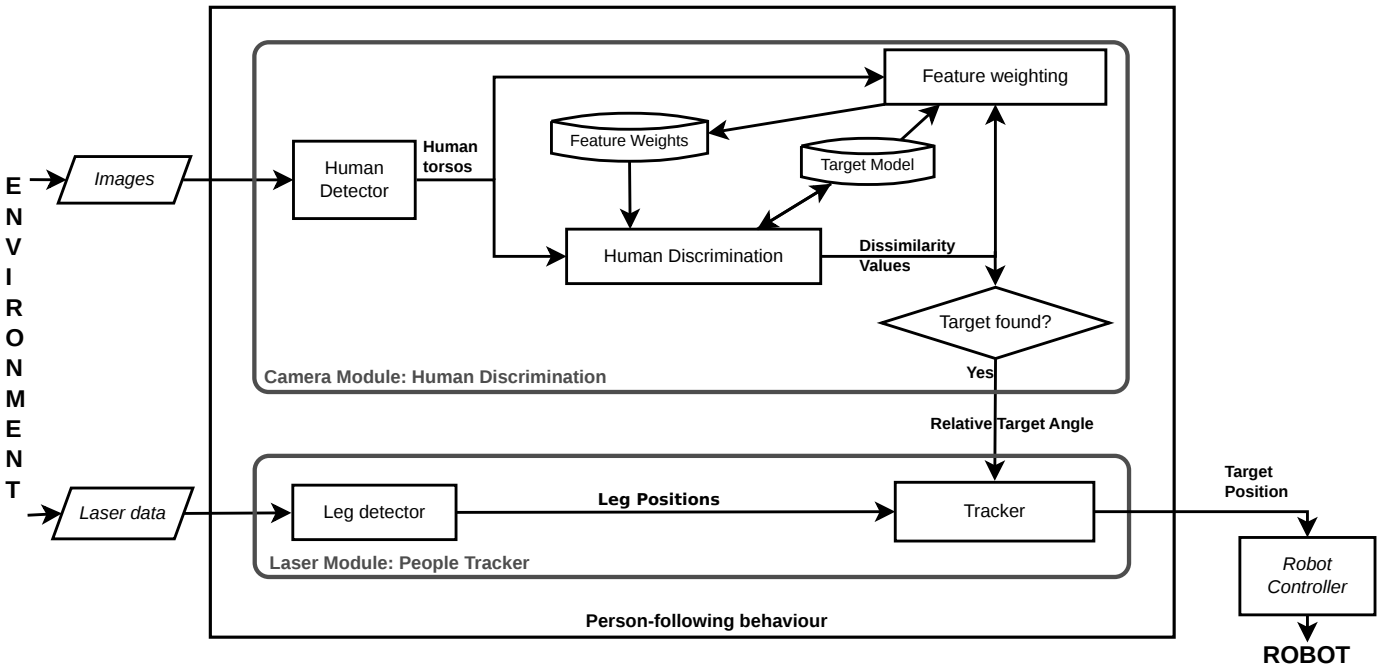 ENVIRONMENT
Images
Human
Detector
Human
torsos
Feature weighting
Feature Weights
Target Model
Human Discrimination
Dissimilarity
Values
Target found?
Yes
Camera Module: Human Discrimination
Relative Target Angle
Laser data
Leg detector
Leg Positions
Tracker
Laser Module: People Tracker
Target
Position
Robot
Controller
Person-following behaviour
ROBOT